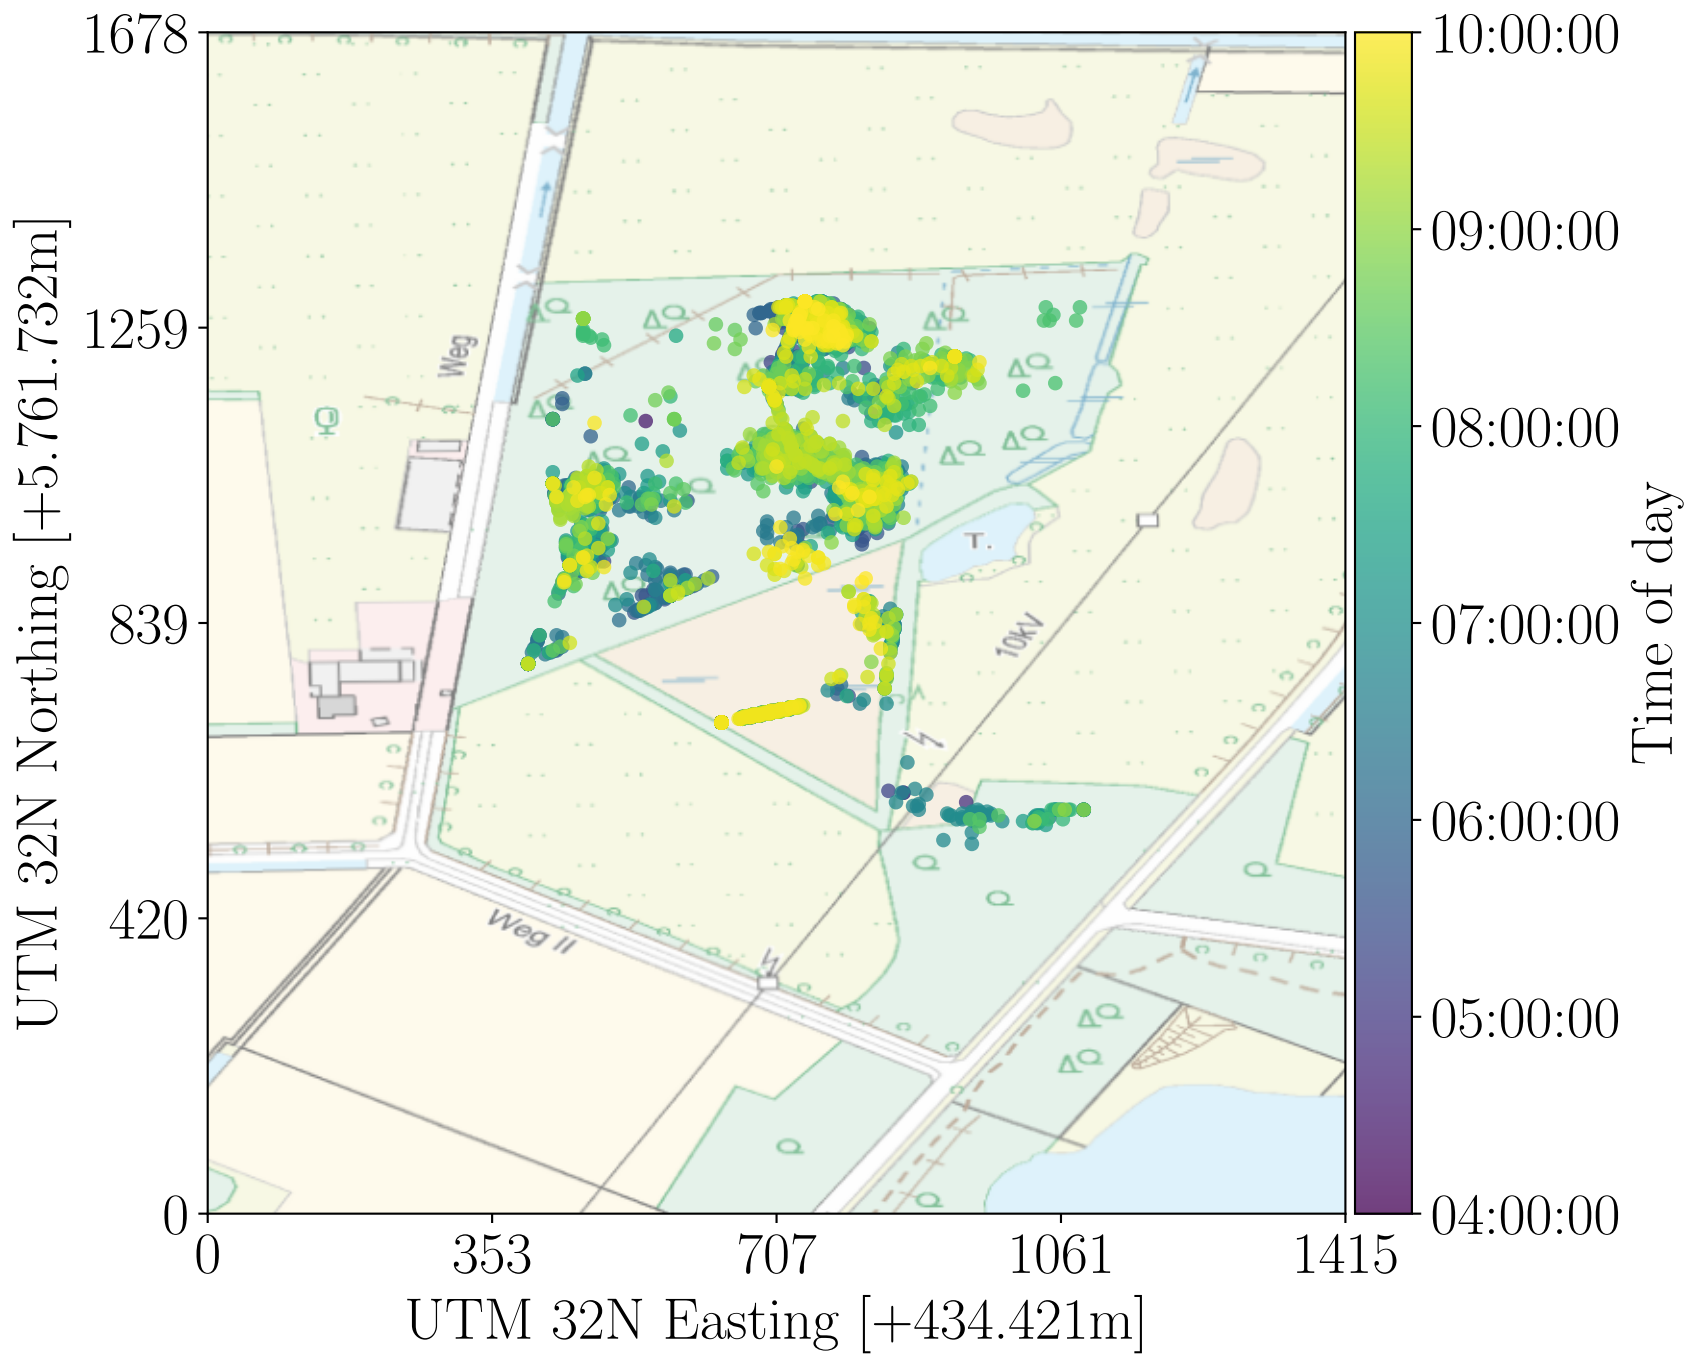 1678
1259
839
420
0
UTM 32N Northing [+5.761.732m]
0
353
707
1061
1415
UTM 32N Easting [+434.421m]
Weg
T.
10kV
Weg II
10:00:00
09:00:00
08:00:00
07:00:00
06:00:00
05:00:00
04:00:00
Time of day